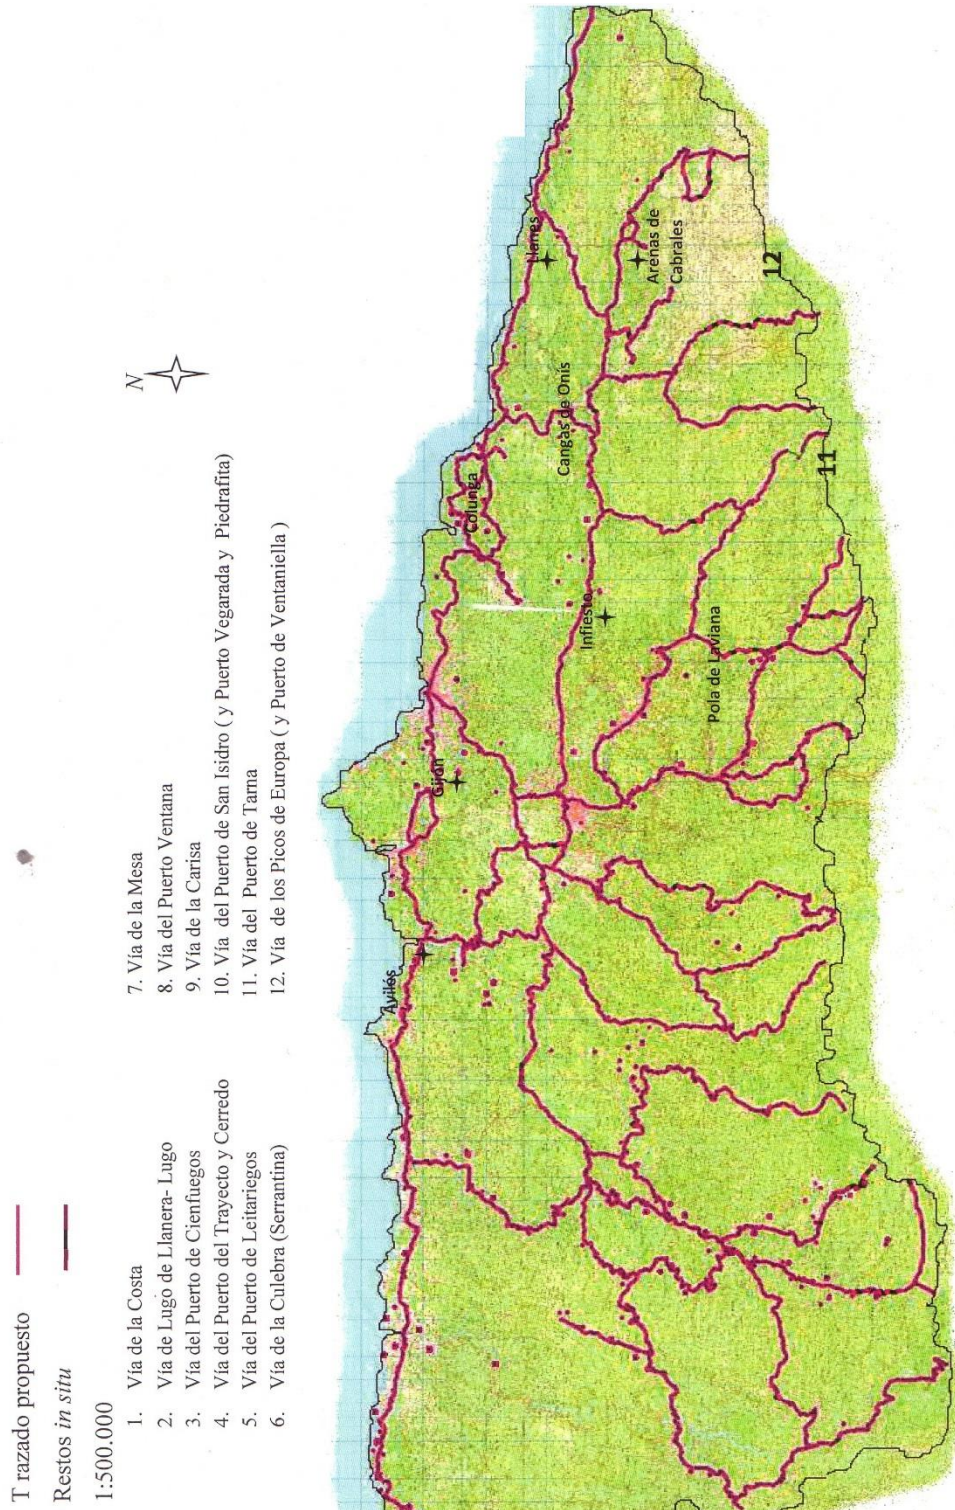 T razado propuesto
Restos in situ
1:500.000
1. Vía de la Costa
2. Vía de Lugo de Llanera- Lugo
3. Vía del Puerto de Cienfuegos
4. Vía del Puerto del Trayecto y Cerredo
5. Vía del Puerto de Leitariegos
6. Vía de la Culebra (Serrantina)
7. Vía de la Mesa
8. Vía del Puerto Ventana
9. Vía de la Carisa
10. Vía del Puerto de San Isidro ( y Puerto Vegarada y Piedrafita)
11. Vía del Puerto de Tarna
12. Vía de los Picos de Europa ( y Puerto de Ventaniella )
N
Avilés
Gijón
Colunga
Llanes
Infiesto
Cangas de Onís
Arenas de
Cabrales
Pola de Laviana
11
12